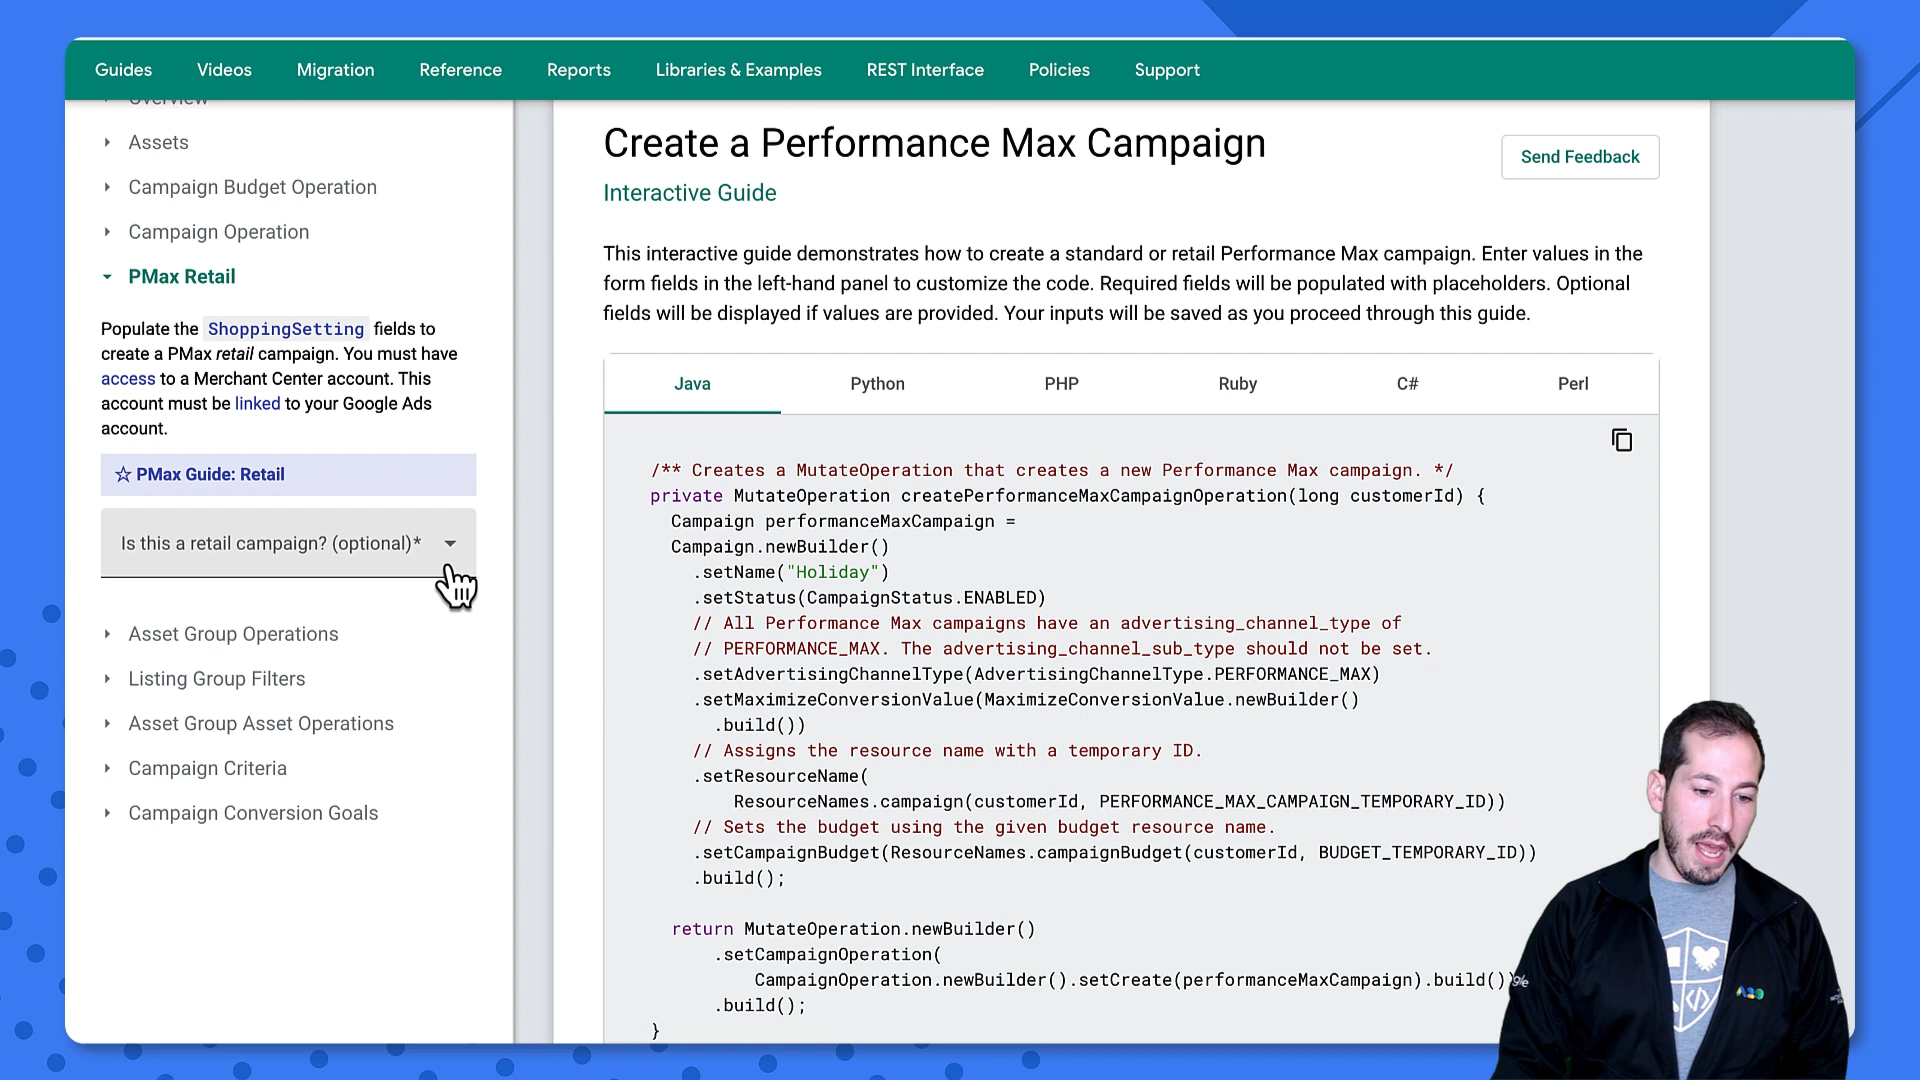 Guides Videos Migration Reference Reports Libraries & Examples REST Interface Policies Support
Overview
Assets
Campaign Budget Operation
Campaign Operation
PMax Retail
Populate the ShoppingSetting fields to
create a PMax retail campaign. You must have
access to a Merchant Center account. This
account must be linked to your Google Ads
account.
☆ PMax Guide: Retail
Is this a retail campaign? (optional)*
Asset Group Operations
Listing Group Filters
Asset Group Asset Operations
Campaign Criteria
Campaign Conversion Goals
Create a Performance Max Campaign
Send Feedback
Interactive Guide
This interactive guide demonstrates how to create a standard or retail Performance Max campaign. Enter values in the
form fields in the left-hand panel to customize the code. Required fields will be populated with placeholders. Optional
fields will be displayed if values are provided. Your inputs will be saved as you proceed through this guide.
Java Python PHP Ruby C# Perl
/** Creates a MutateOperation that creates a new Performance Max campaign. */
private MutateOperation createPerformanceMaxCampaignOperation(long customerId) {
Campaign performanceMaxCampaign =
Campaign.newBuilder()
.setName("Holiday")
.setStatus(CampaignStatus.ENABLED)
// All Performance Max campaigns have an advertising_channel_type of
// PERFORMANCE_MAX. The advertising_channel_sub_type should not be set.
.setAdvertisingChannelType(AdvertisingChannelType.PERFORMANCE_MAX)
.setMaximizeConversionValue(MaximizeConversionValue.newBuilder()
.build())
// Assigns the resource name with a temporary ID.
.setResourceName(
ResourceNames.campaign(customerId, PERFORMANCE_MAX_CAMPAIGN_TEMPORARY_ID))
// Sets the budget using the given budget resource name.
.setCampaignBudget(ResourceNames.campaignBudget(customerId, BUDGET_TEMPORARY_ID))
.build();
return MutateOperation.newBuilder()
.setCampaignOperation(
CampaignOperation.newBuilder().setCreate(performanceMaxCampaign).build())
.build();
}